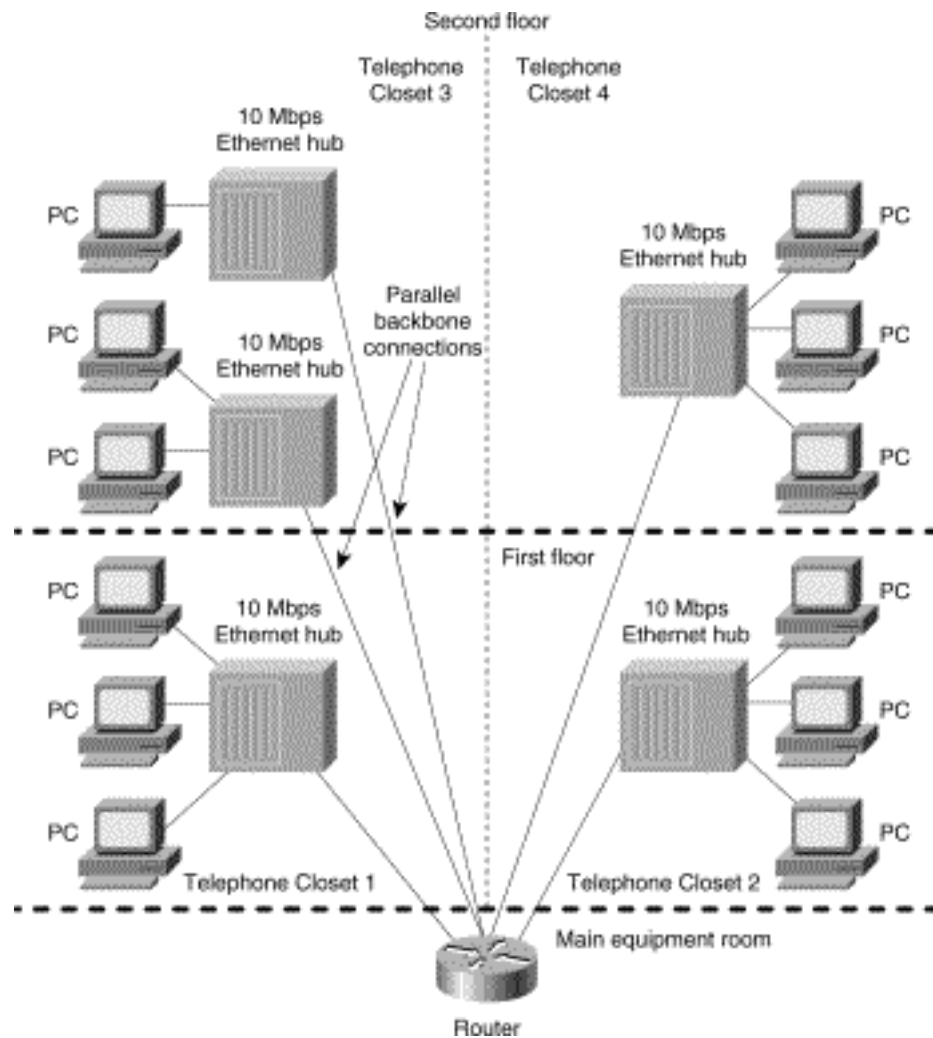 Second floor
Telephone
Closet 3
Telephone
Closet 4
10 Mbps
Ethernet hub
PC
PC
10 Mbps
Ethernet hub
Parallel
backbone
connections
PC
10 Mbps
Ethernet hub
PC
PC
PC
First floor
PC
10 Mbps
Ethernet hub
10 Mbps
Ethernet hub
PC
PC
PC
PC
PC
Telephone Closet 1
Telephone Closet 2
Main equipment room
Router